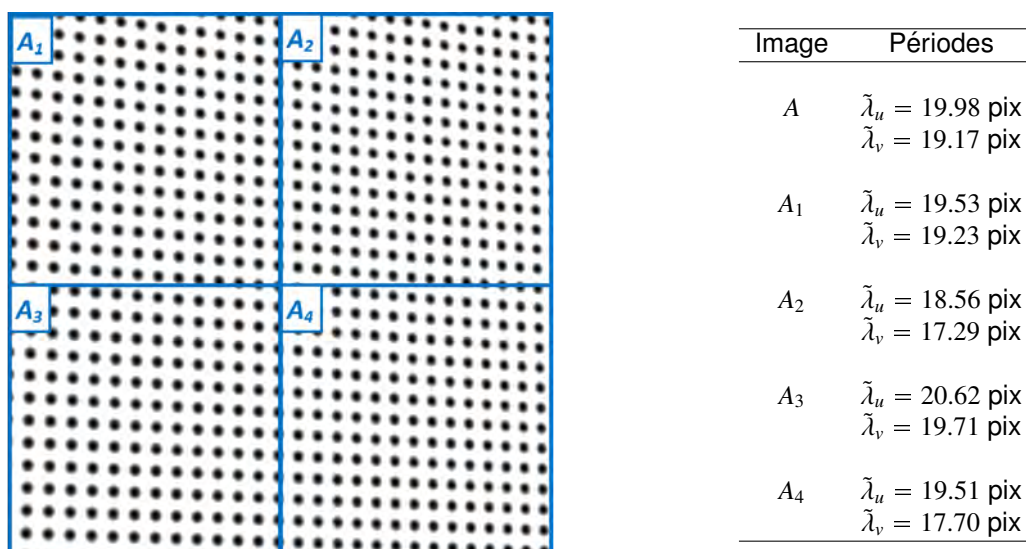 A1
A2
A3
A4
Image Périodes
A λ̃u = 19.98 pix
λ̃v = 19.17 pix
A1 λ̃u = 19.53 pix
λ̃v = 19.23 pix
A2 λ̃u = 18.56 pix
λ̃v = 17.29 pix
A3 λ̃u = 20.62 pix
λ̃v = 19.71 pix
A4 λ̃u = 19.51 pix
λ̃v = 17.70 pix